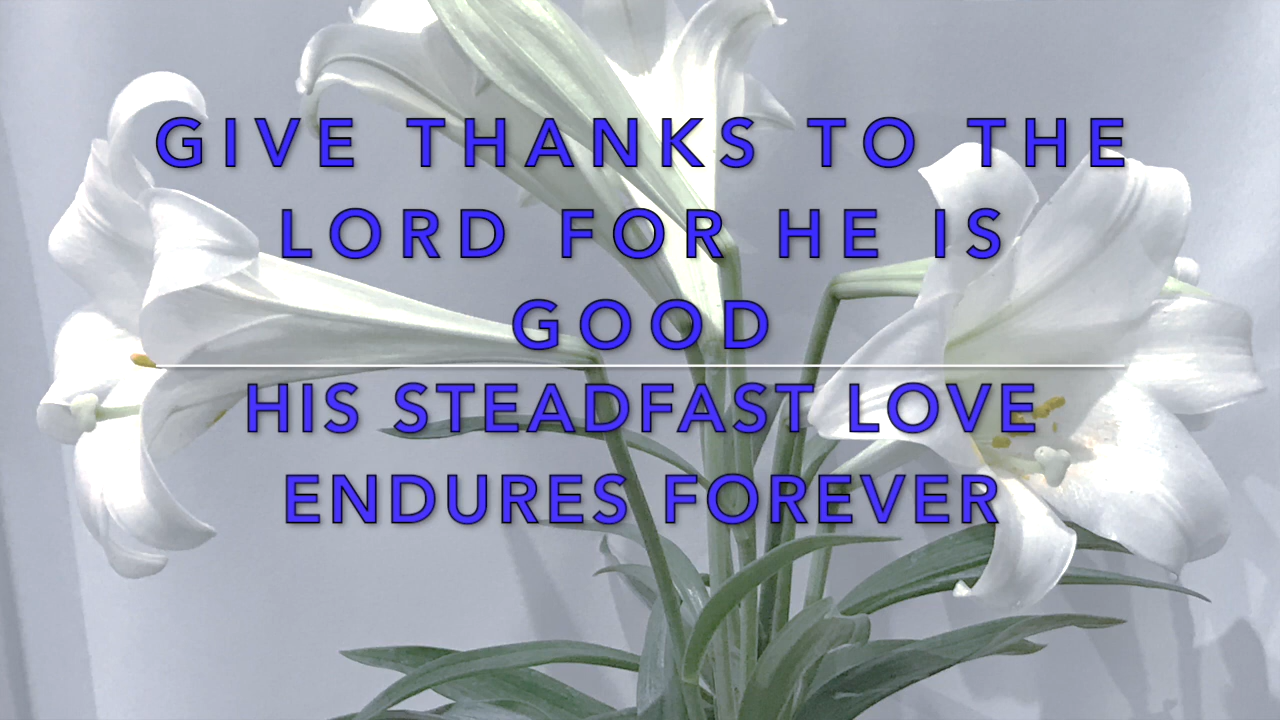 GIVE THANKS TO THE
LORD FOR HE IS
GOOD
HIS STEADFAST LOVE
ENDURES FOREVER